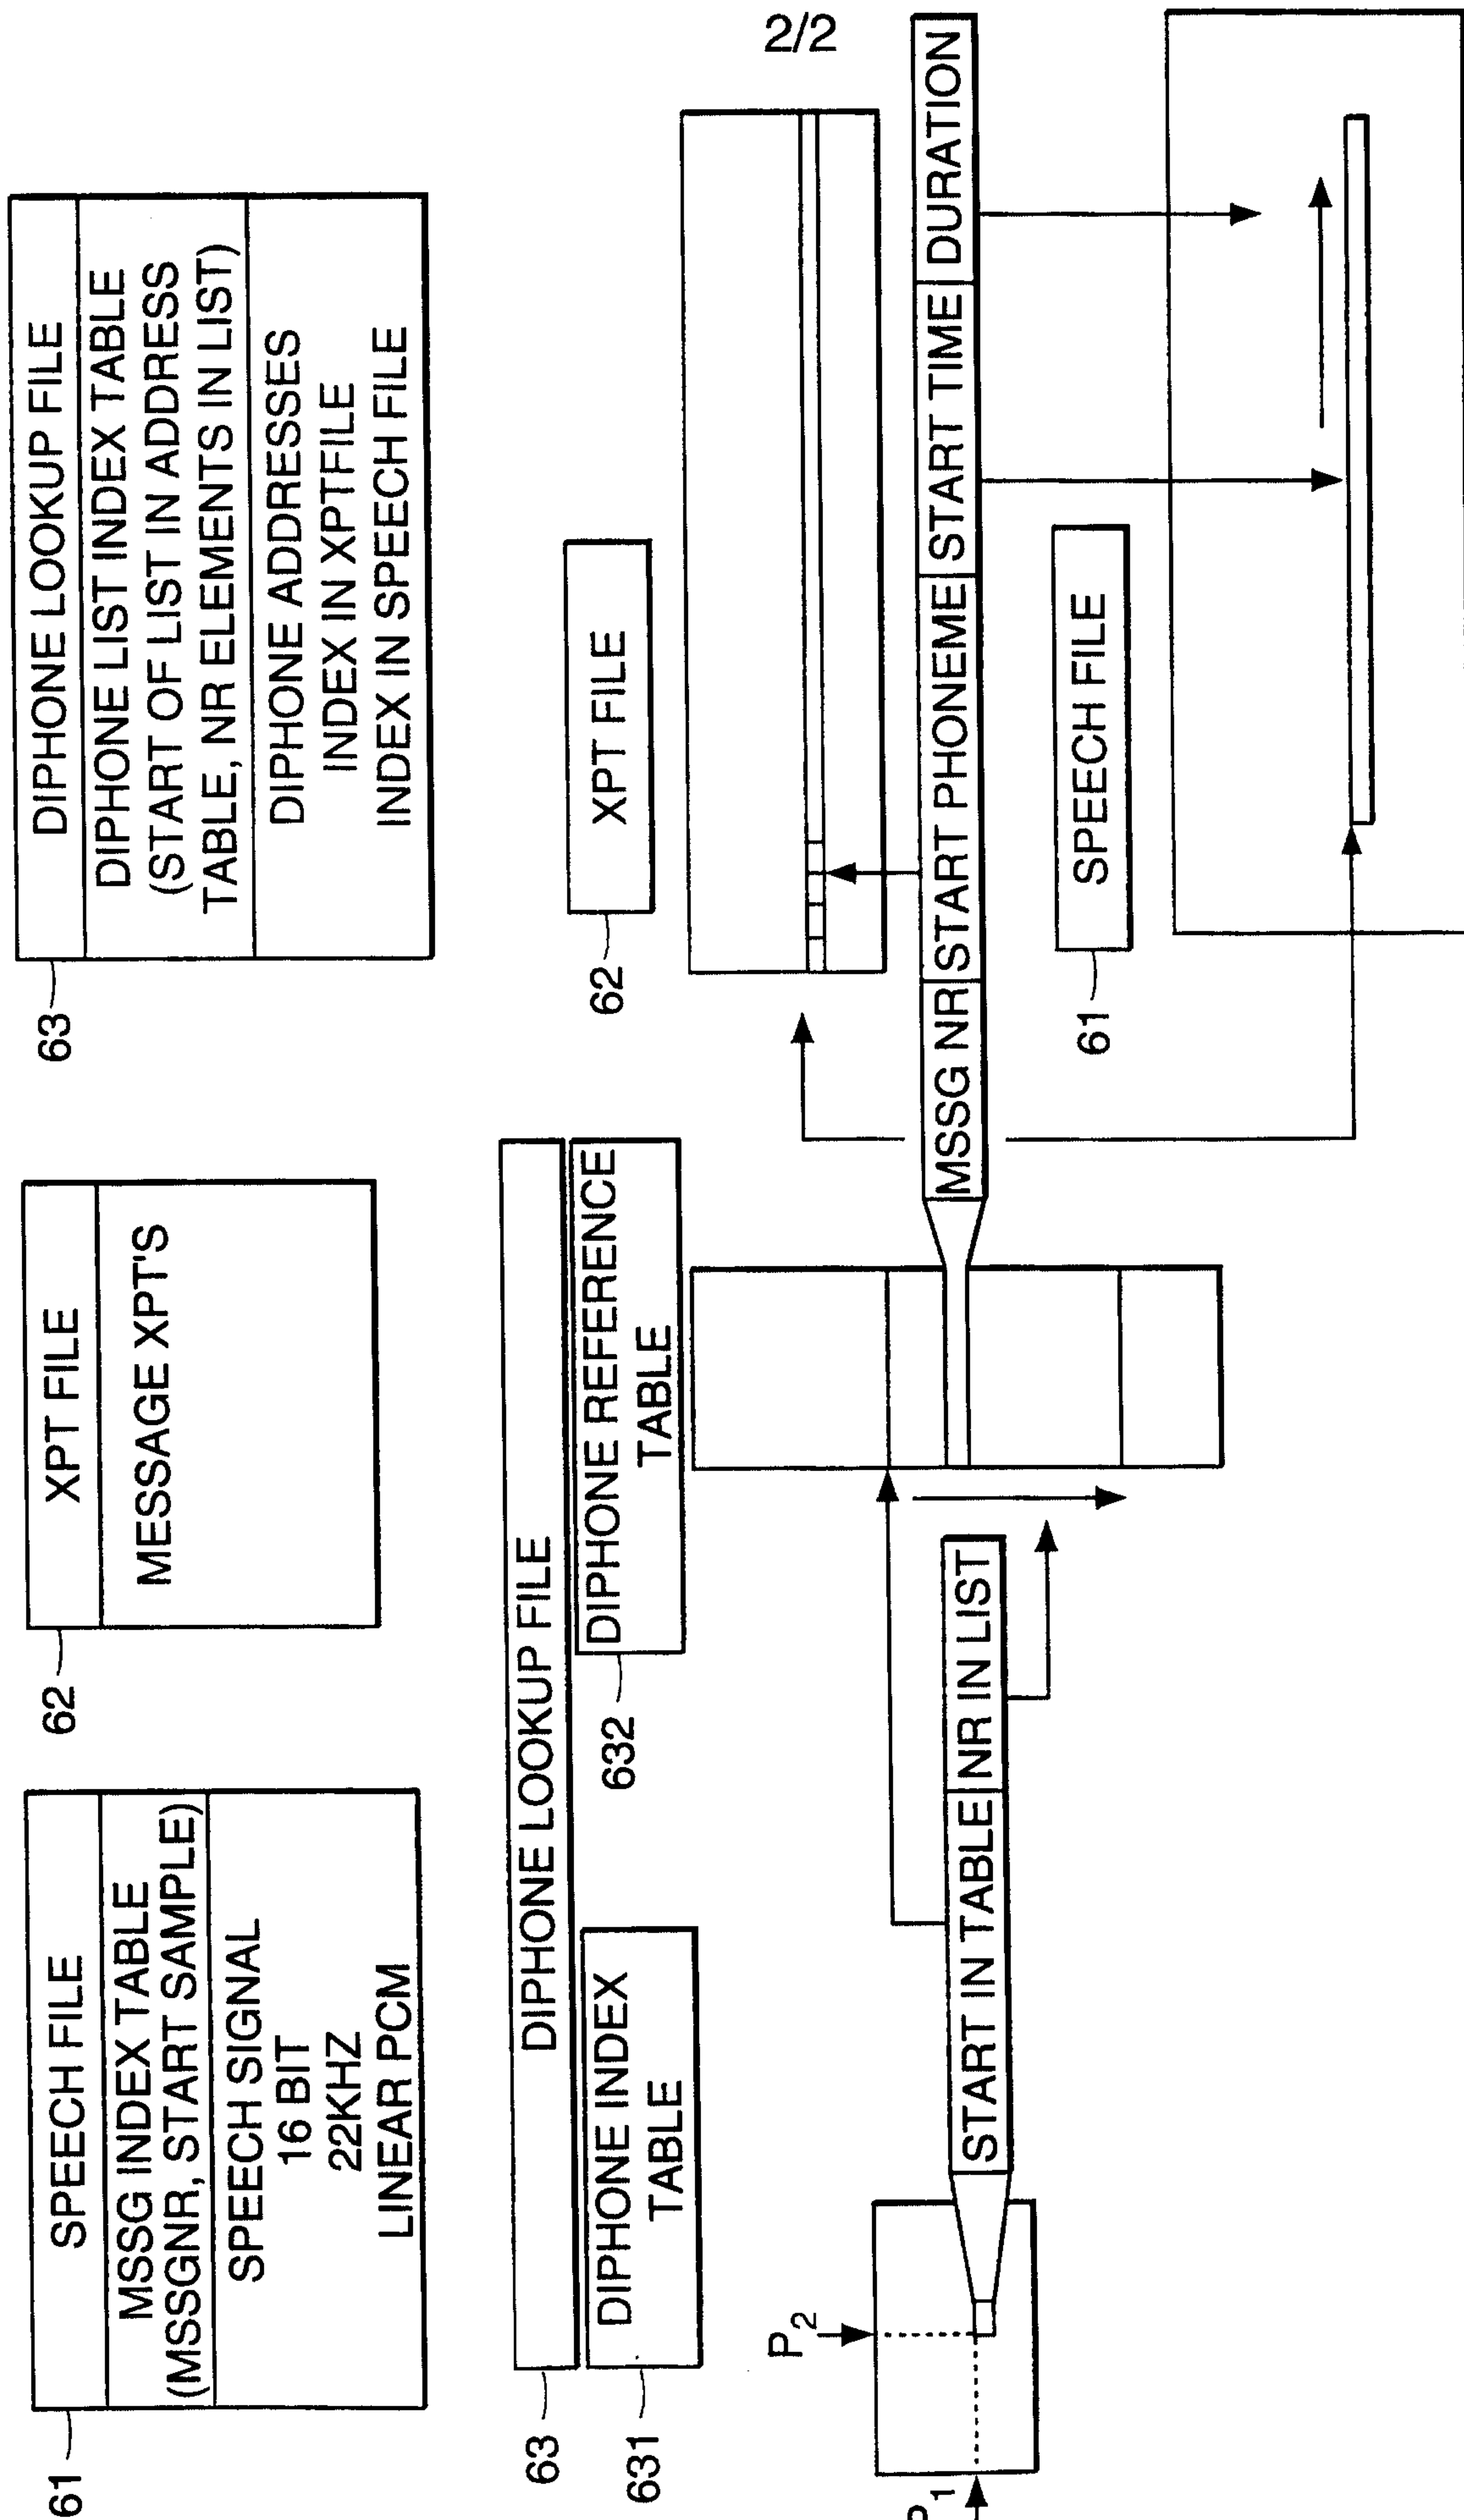 2/2
61
SPEECH FILE
MSSG INDEX TABLE
(MSSGNR, START SAMPLE)
SPEECH SIGNAL
16 BIT
22KHZ
LINEAR PCM
62
XPT FILE
MESSAGE XPT'S
63
DIPHONE LOOKUP FILE
DIPHONE LIST INDEX TABLE
(START OF LIST IN ADDRESS
TABLE, NR ELEMENTS IN LIST)
DIPHONE ADDRESSES
INDEX IN XPTFILE
INDEX IN SPEECH FILE
63
DIPHONE LOOKUP FILE
631
DIPHONE INDEX
TABLE
632
DIPHONE REFERENCE
TABLE
62
XPT FILE
P2
P1
START IN TABLE
NR IN LIST
MSSG NR
START PHONEME
START TIME
DURATION
61
SPEECH FILE